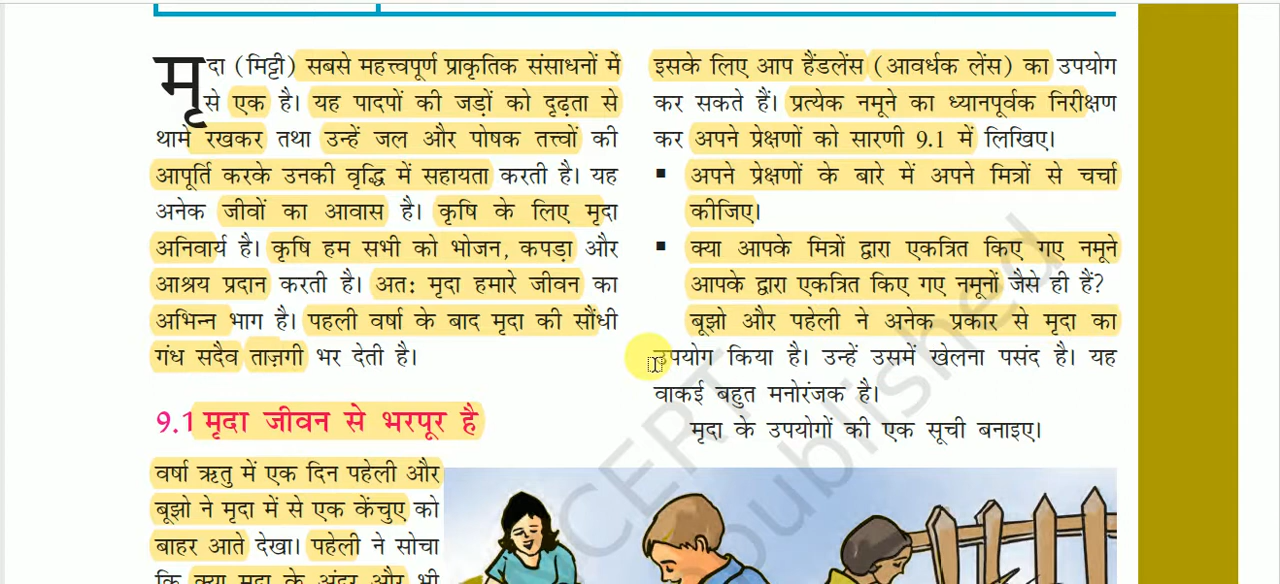 मृदा (मिट्टी) सबसे महत्त्वपूर्ण प्राकृतिक संसाधनों में
से एक है। यह पादपों की जड़ों को दृढ़ता से
थामे रखकर तथा उन्हें जल और पोषक तत्त्वों की
आपूर्ति करके उनकी वृद्धि में सहायता करती है। यह
अनेक जीवों का आवास है। कृषि के लिए मृदा
अनिवार्य है। कृषि हम सभी को भोजन, कपड़ा और
आश्रय प्रदान करती है। अतः मृदा हमारे जीवन का
अभिन्न भाग है। पहली वर्षा के बाद मृदा की सौंधी
गंध सदैव ताज़गी भर देती है।
9.1 मृदा जीवन से भरपूर है
वर्षा ऋतु में एक दिन पहेली और
बूझो ने मृदा में से एक केंचुए को
बाहर आते देखा। पहेली ने सोचा
कि क्या मृदा के अंदर और भी
इसके लिए आप हैंडलेंस (आवर्धक लेंस) का उपयोग
कर सकते हैं। प्रत्येक नमूने का ध्यानपूर्वक निरीक्षण
कर अपने प्रेक्षणों को सारणी 9.1 में लिखिए।
▪ अपने प्रेक्षणों के बारे में अपने मित्रों से चर्चा
कीजिए।
▪ क्या आपके मित्रों द्वारा एकत्रित किए गए नमूने
आपके द्वारा एकत्रित किए गए नमूनों जैसे ही हैं?
बूझो और पहेली ने अनेक प्रकार से मृदा का
उपयोग किया है। उन्हें उसमें खेलना पसंद है। यह
वाकई बहुत मनोरंजक है।
मृदा के उपयोगों की एक सूची बनाइए।